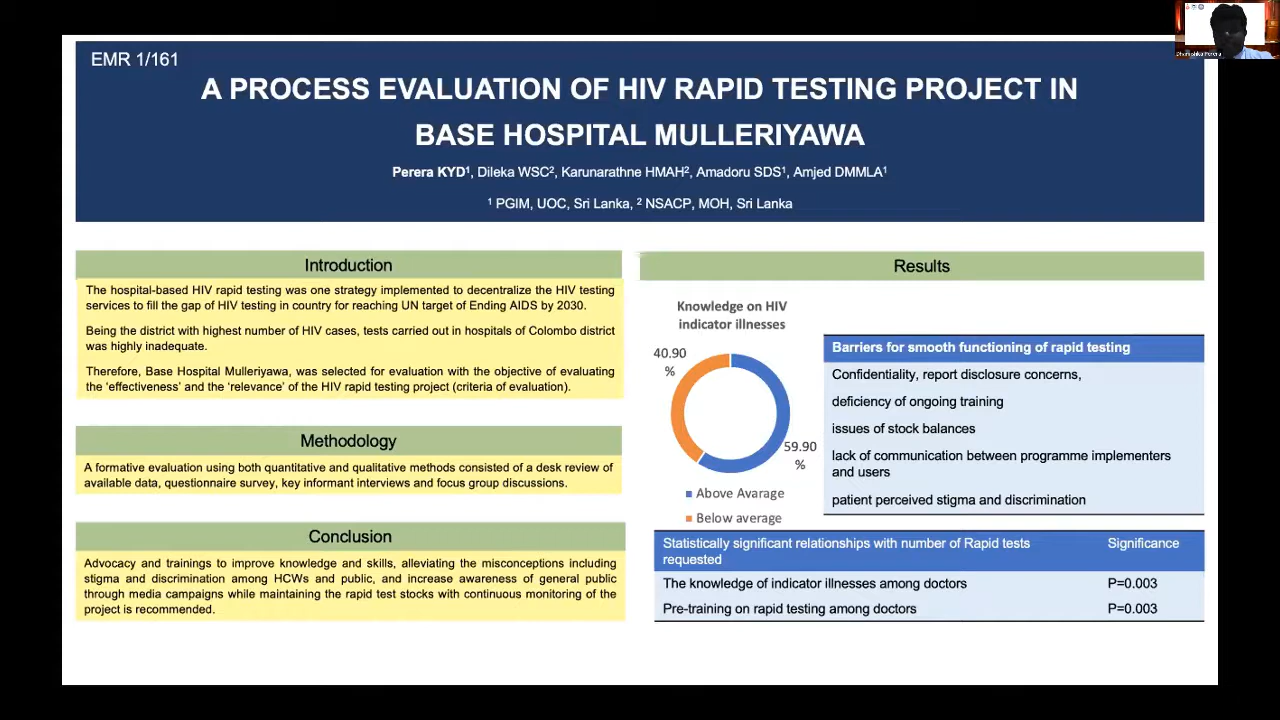 EMR 1/161
A PROCESS EVALUATION OF HIV RAPID TESTING PROJECT IN
BASE HOSPITAL MULLERIYAWA
Perera KYD¹, Dileka WSC², Karunarathne HMAH², Amadoru SDS¹, Amjed DMMLA¹
¹ PGIM, UOC, Sri Lanka, ² NSACP, MOH, Sri Lanka
Introduction
The hospital-based HIV rapid testing was one strategy implemented to decentralize the HIV testing
services to fill the gap of HIV testing in country for reaching UN target of Ending AIDS by 2030.
Being the district with highest number of HIV cases, tests carried out in hospitals of Colombo district
was highly inadequate.
Therefore, Base Hospital Mulleriyawa, was selected for evaluation with the objective of evaluating
the ‘effectiveness’ and the ‘relevance’ of the HIV rapid testing project (criteria of evaluation).
Methodology
A formative evaluation using both quantitative and qualitative methods consisted of a desk review of
available data, questionnaire survey, key informant interviews and focus group discussions.
Conclusion
Advocacy and trainings to improve knowledge and skills, alleviating the misconceptions including
stigma and discrimination among HCWs and public, and increase awareness of general public
through media campaigns while maintaining the rapid test stocks with continuous monitoring of the
project is recommended.
Results
Knowledge on HIV
indicator illnesses
40.90
%
59.90
%
Above Avarage
Below average
Barriers for smooth functioning of rapid testing
Confidentiality, report disclosure concerns,
deficiency of ongoing training
issues of stock balances
lack of communication between programme implementers
and users
patient perceived stigma and discrimination
Statistically significant relationships with number of Rapid tests
requested
Significance
The knowledge of indicator illnesses among doctors P=0.003
Pre-training on rapid testing among doctors P=0.003
Dhanishka Perera